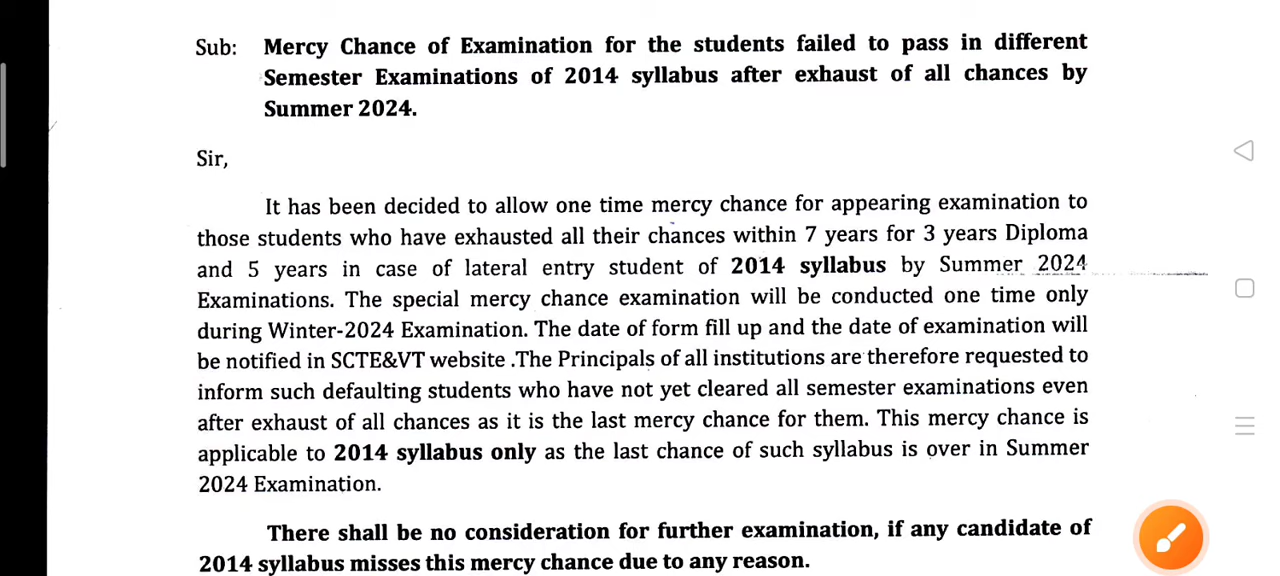 Sub: Mercy Chance of Examination for the students failed to pass in different
Semester Examinations of 2014 syllabus after exhaust of all chances by
Summer 2024.
Sir,
It has been decided to allow one time mercy chance for appearing examination to
those students who have exhausted all their chances within 7 years for 3 years Diploma
and 5 years in case of lateral entry student of 2014 syllabus by Summer 2024
Examinations. The special mercy chance examination will be conducted one time only
during Winter-2024 Examination. The date of form fill up and the date of examination will
be notified in SCTE&VT website .The Principals of all institutions are therefore requested to
inform such defaulting students who have not yet cleared all semester examinations even
after exhaust of all chances as it is the last mercy chance for them. This mercy chance is
applicable to 2014 syllabus only as the last chance of such syllabus is over in Summer
2024 Examination.
There shall be no consideration for further examination, if any candidate of
2014 syllabus misses this mercy chance due to any reason.